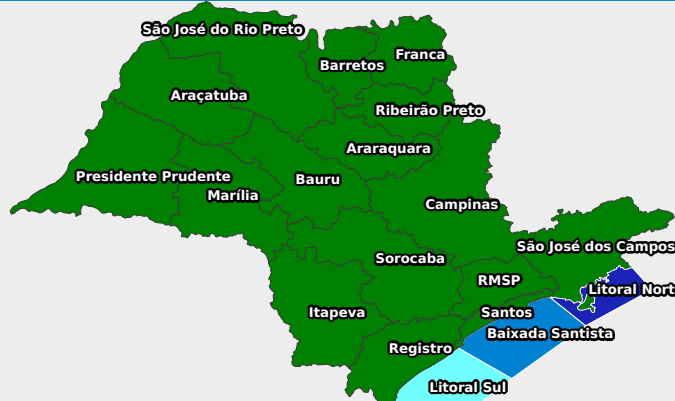 São José do Rio Preto
Franca
Barretos
Araçatuba
Ribeirão Preto
Araraquara
Presidente Prudente
Bauru
Marília
Campinas
São José dos Campos
Sorocaba
RMSP
Litoral Nort
Itapeva
Santos
Baixada Santista
Registro
Litoral Sul